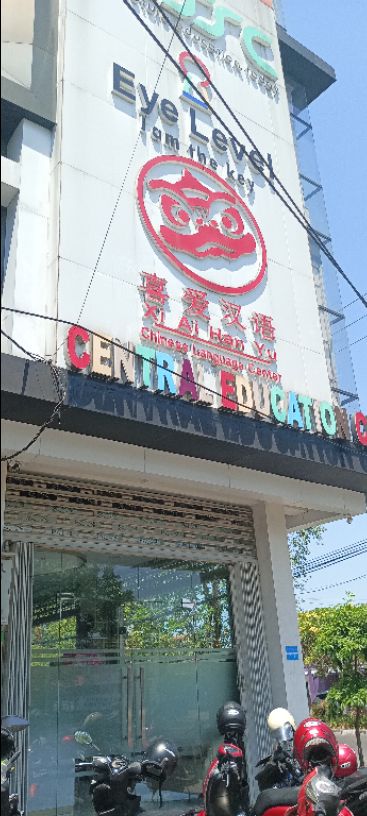 Eye Level
I am the key
喜爱汉语
Xi Ai Han Yu
Chinese Language Center
CENTRAL EDUCATION C